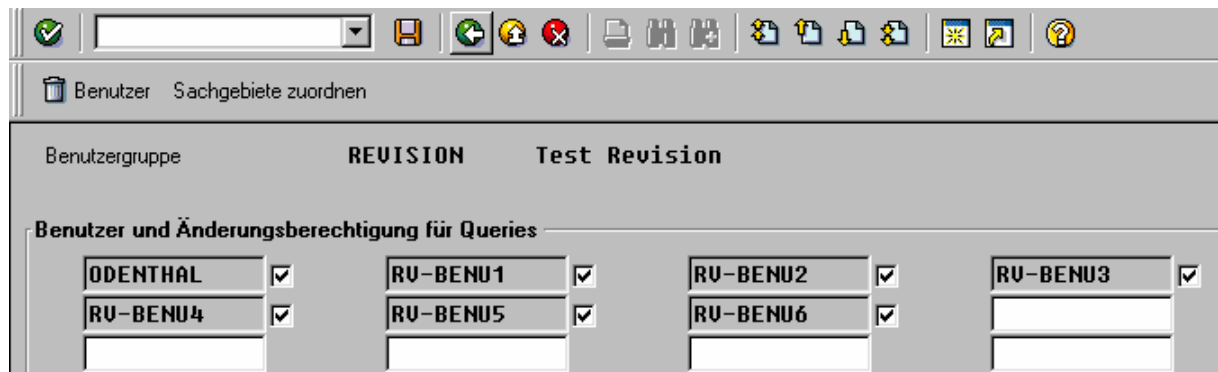 Benutzer Sachgebiete zuordnen
Benutzergruppe REVISION Test Revision
Benutzer und Änderungsberechtigung für Queries
ODENTHAL RV-BENU1 RV-BENU2 RV-BENU3
RV-BENU4 RV-BENU5 RV-BENU6